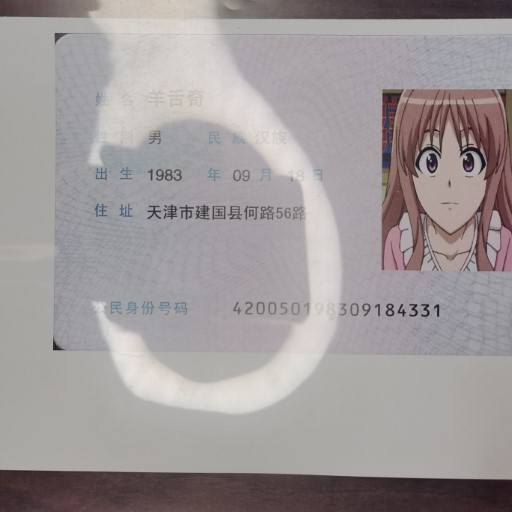 姓名 羊舌奇
性别 男 民族 汉族
出生 1983 年 09 月 18 日
住址 天津市建国县何路56路
公民身份号码 420050198309184331